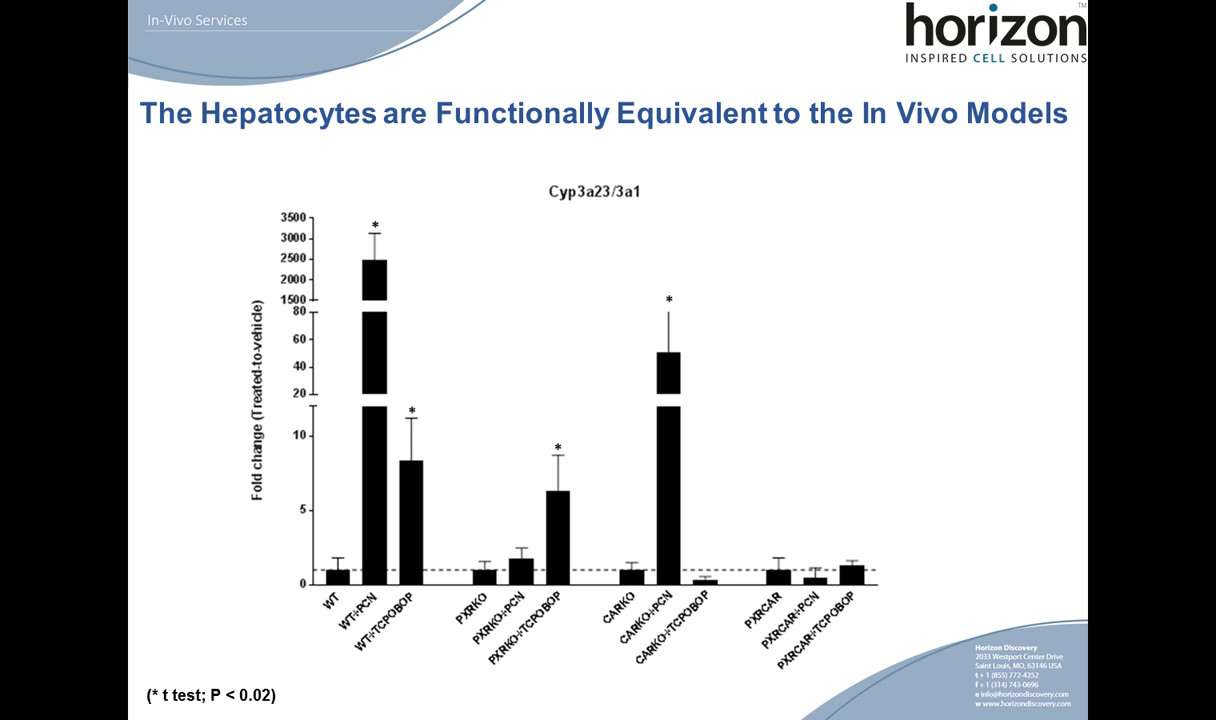 In-Vivo Services
horizon
TM
INSPIRED CELL SOLUTIONS
The Hepatocytes are Functionally Equivalent to the In Vivo Models
Cyp3a23/3a1
Fold change (Treated-to-vehicle)
3500
3000
2500
2000
1500
80
60
40
20
10
5
0
*
*
*
*
WT
WT+PCN
WT+TCPOBOP
PXRKO
PXRKO+PCN
PXRKO+TCPOBOP
CARKO
CARKO+PCN
CARKO+TCPOBOP
PXRCAR
PXRCAR+PCN
PXRCAR+TCPOBOP
(* t test; P < 0.02)
Horizon Discovery
2033 Westport Center Drive
Saint Louis, MO, 63146 USA
t + 1 (855) 772-4252
f + 1 (314) 743-0696
e info@horizondiscovery.com
w www.horizondiscovery.com